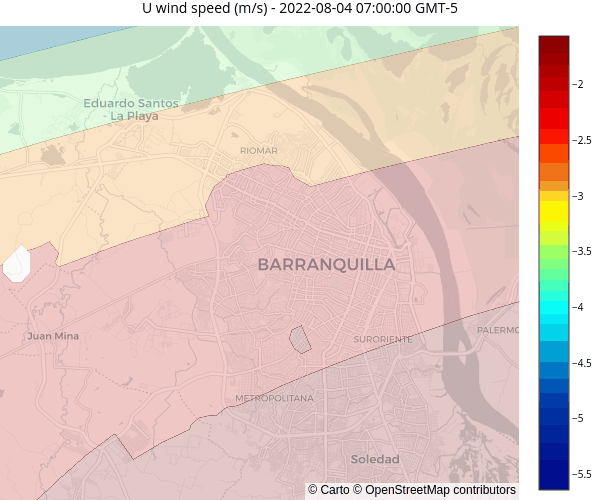 U wind speed (m/s) - 2022-08-04 07:00:00 GMT-5
Eduardo Santos
- La Playa
RIOMAR
BARRANQUILLA
Juan Mina
SURORIENTE
PALERMO
METROPOLITANA
Soledad
© Carto © OpenStreetMap contributors
−2
−2.5
−3
−3.5
−4
−4.5
−5
−5.5